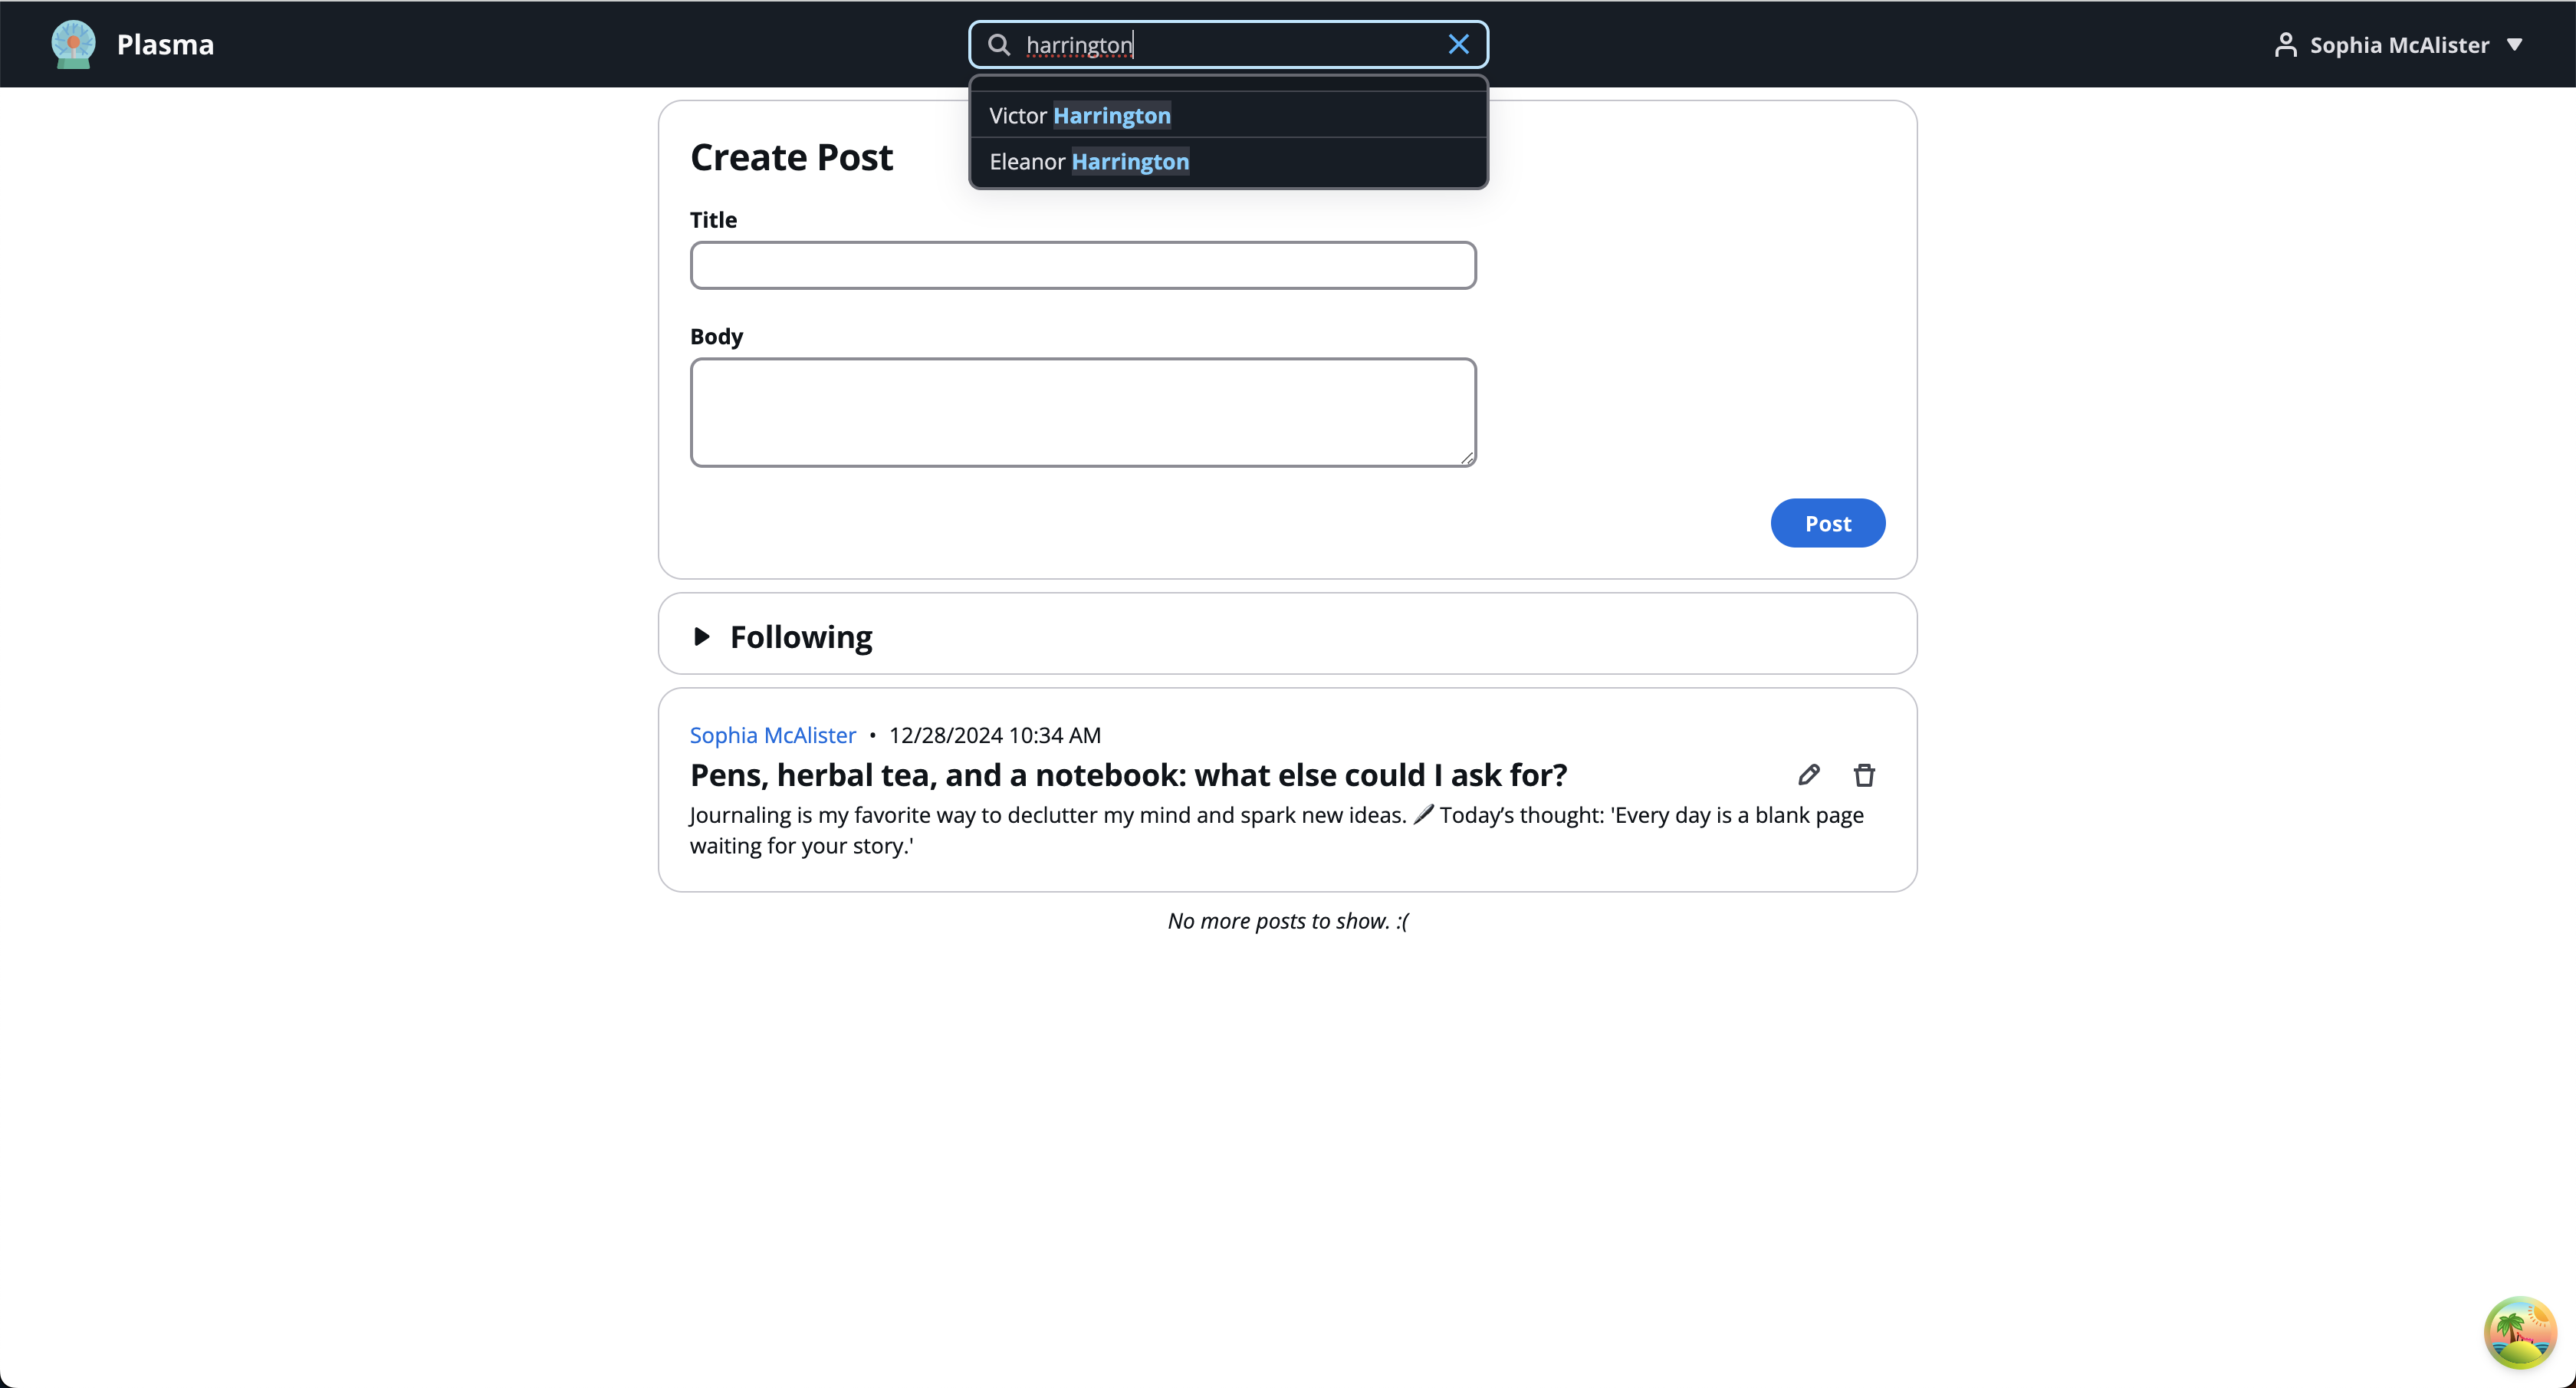 Plasma
harrington
Sophia McAlister
Victor Harrington
Eleanor Harrington
Create Post
Title
Body
Post
Following
Sophia McAlister • 12/28/2024 10:34 AM
Pens, herbal tea, and a notebook: what else could I ask for?
Journaling is my favorite way to declutter my mind and spark new ideas. 🖋️ Today’s thought: 'Every day is a blank page
waiting for your story.'
No more posts to show. :(